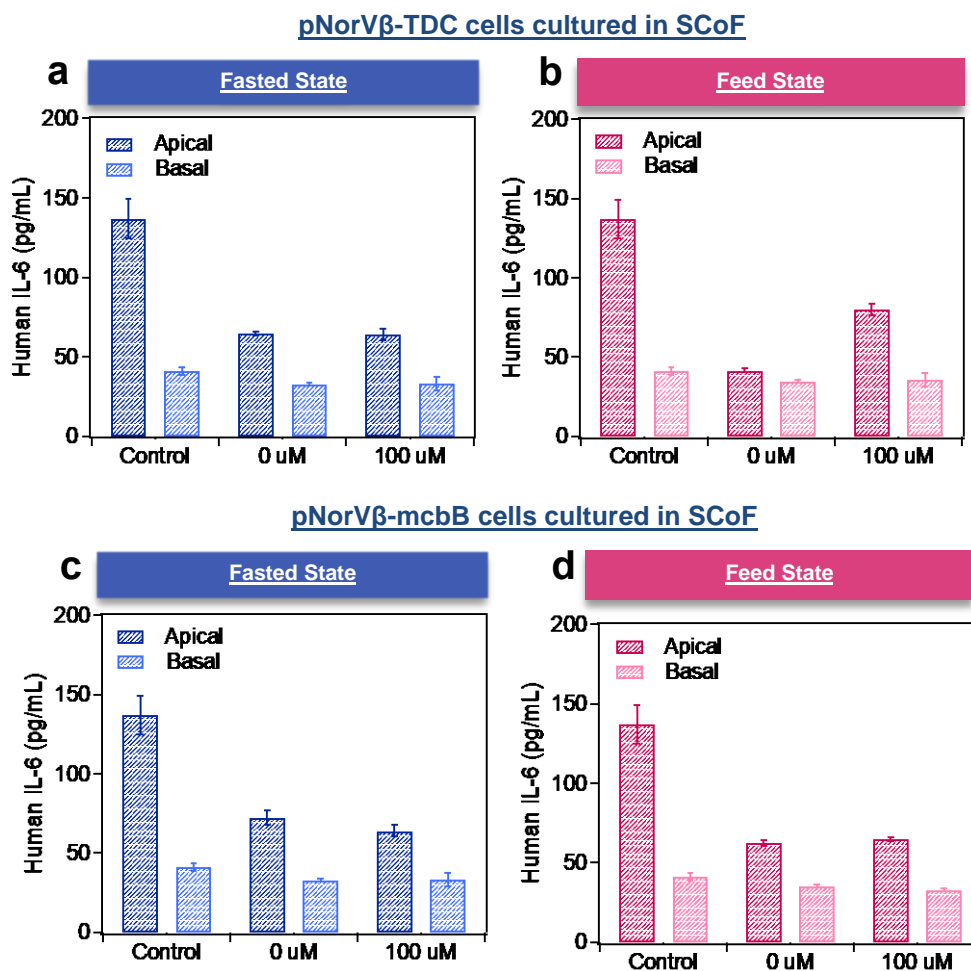 pNorVβ-TDC cells cultured in SCoF
a
Fasted State
200
150
100
50
0
Human IL-6 (pg/mL)
Apical
Basal
Control 0 uM 100 uM
b
Feed State
200
150
100
50
0
Human IL-6 (pg/mL)
Apical
Basal
Control 0 uM 100 uM
pNorVβ-mcbB cells cultured in SCoF
c
Fasted State
200
150
100
50
0
Human IL-6 (pg/mL)
Apical
Basal
Control 0 uM 100 uM
d
Feed State
200
150
100
50
0
Human IL-6 (pg/mL)
Apical
Basal
Control 0 uM 100 uM